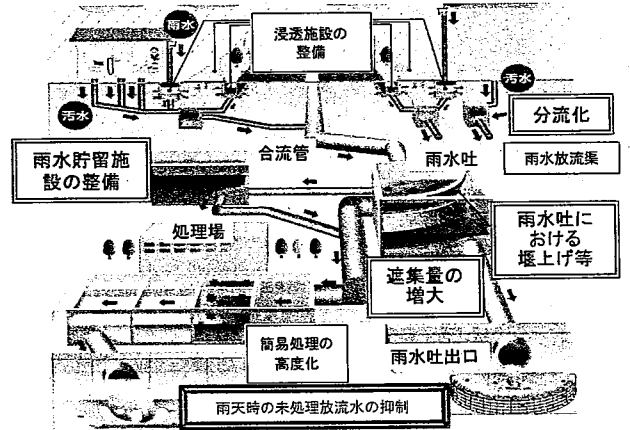 雨水
浸透施設の
整備
汚水
汚水
分流化
合流管
雨水吐
雨水放流渠
雨水貯留施
設の整備
処理場
雨水吐に
おける
堰上げ等
遮集量の
増大
簡易処理の
高度化
雨水吐出口
雨天時の未処理放流水の抑制